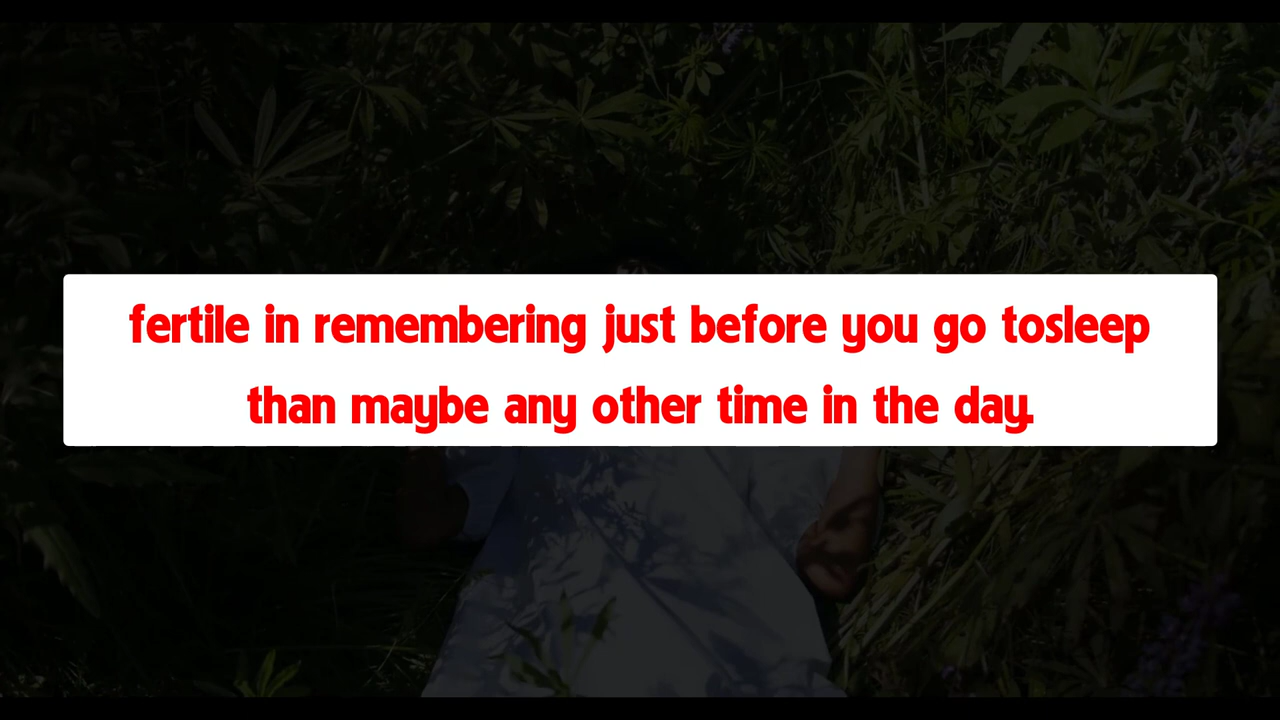 fertile in remembering just before you go tosleep
than maybe any other time in the day.